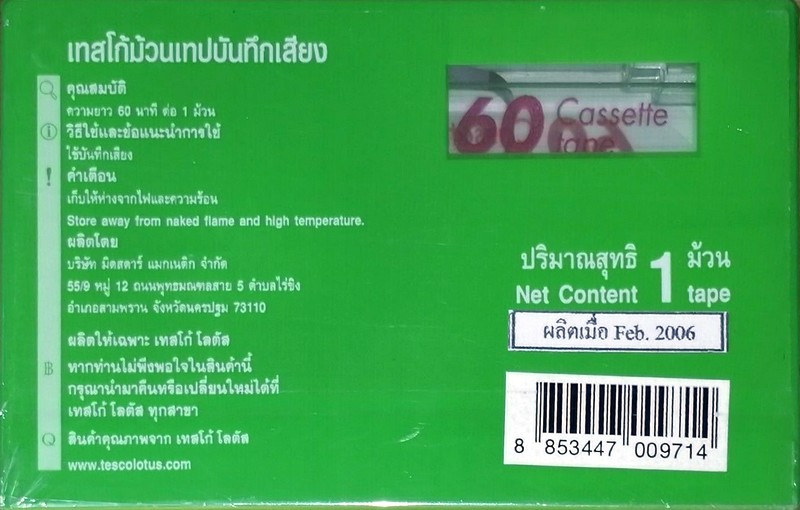 เทสโก้ม้วนเทปบันทึกเสียง
คุณสมบัติ
ความยาว 60 นาที ต่อ 1 ม้วน
วิธีใช้และข้อแนะนำการใช้
ใช้บันทึกเสียง
คำเตือน
เก็บให้ห่างจากไฟและความร้อน
Store away from naked flame and high temperature.
ผลิตโดย
บริษัท มิตสตาร์ แมกเนติก จำกัด
55/9 หมู่ 12 ถนนพุทธมณฑลสาย 5 ตำบลไร่ขิง
อำเภอสามพราน จังหวัดนครปฐม 73110
ผลิตให้เฉพาะ เทสโก้ โลตัส
฿ หากท่านไม่พึงพอใจในสินค้านี้
กรุณานำมาคืนหรือเปลี่ยนใหม่ได้ที่
เทสโก้ โลตัส ทุกสาขา
Q สินค้าคุณภาพจาก เทสโก้ โลตัส
www.tescolotus.com
60 Cassette
tape
ปริมาณสุทธิ 1 ม้วน
Net Content tape
ผลิตเมื่อ Feb. 2006
8 853447 009714